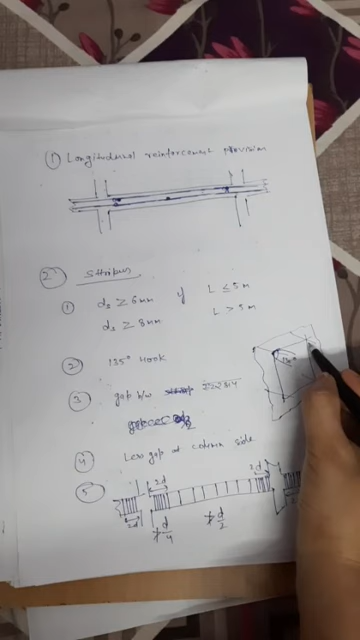 ① Longitudinal reinforcement provision
② Stirrups
① ds ≥ 6mm if L ≤ 5m
ds ≥ 8mm L > 5m
② 135° Hook
③ gap b/w
④ Less gap at column side
⑤ 2d 2d 2d
d/4 d/2